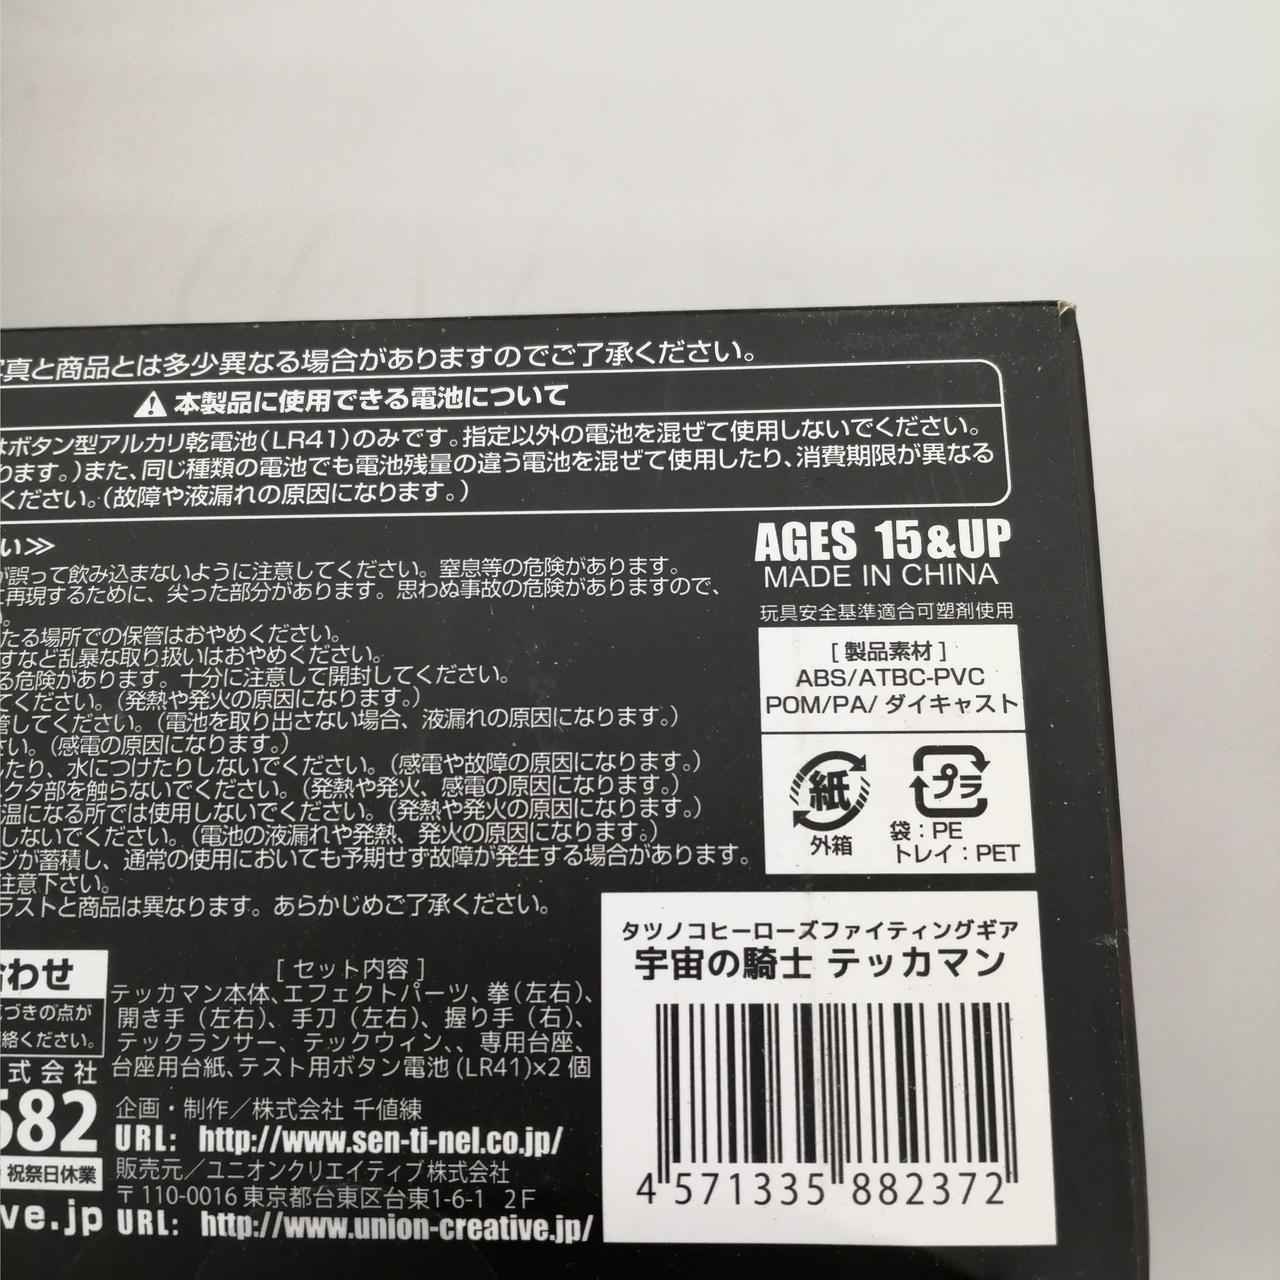 真と商品とは多少異なる場合がありますのでご了承ください。
本製品に使用できる電池について
はボタン型アルカリ乾電池(LR41)のみです。指定以外の電池を混ぜて使用しないでください。
ります。)また、同じ種類の電池でも電池残量の違う電池を混ぜて使用したり、消費期限が異なる
ください。(故障や液漏れの原因になります。)
い≫
が誤って飲み込まないように注意してください。窒息等の危険があります。
に再現するために、尖った部分があります。思わぬ事故の危険がありますので、
たる場所での保管はおやめください。
すなど乱暴な取り扱いはおやめください。
る危険があります。十分に注意して開封してください。
てください。(発熱や発火の原因になります。)
管してください。(電池を取り出さない場合、液漏れの原因になります。)
さい。(感電の原因になります。)
したり、水につけたりしないでください。(感電や故障の原因になります。)
クタ部を触らないでください。(発熱や発火、感電の原因になります。)
温になる所では使用しないでください。(発熱や発火の原因になります。)
しないでください。(電池の液漏れや発熱、発火の原因になります。)
ジが蓄積し、通常の使用においても予期せず故障が発生する場合があります。
注意下さい。
ラストと商品は異なります。あらかじめご了承ください。
AGES 15&UP
MADE IN CHINA
玩具安全基準適合可塑剤使用
[ 製品素材 ]
ABS/ATBC-PVC
POM/PA/ ダイキャスト
紙
外箱
プラ
袋：PE
トレイ：PET
タツノコヒーローズファイティングギア
宇宙の騎士 テッカマン
4 571335 882372
合わせ
づきの点が
絡ください。
式会社
682
祝祭日休業
ve.jp
[ セット内容 ]
テッカマン本体、エフェクトパーツ、拳(左右)、
開き手(左右)、手刀(左右)、握り手(右)、
テックランサー、テックウィン、、専用台座、
台座用台紙、テスト用ボタン電池(LR41)×2個
企画・制作／株式会社 千値練
URL: http://www.sen-ti-nel.co.jp/
販売元／ユニオンクリエイティブ株式会社
〒110-0016 東京都台東区台東1-6-1 2F
URL: http://www.union-creative.jp/